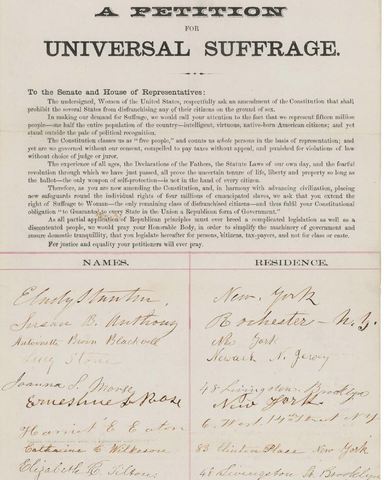 A PETITION
FOR
UNIVERSAL SUFFRAGE.
To the Senate and House of Representatives:
The undersigned, Women of the United States, respectfully ask an amendment of the Constitution that shall
prohibit the several States from disfranchising any of their citizens on the ground of sex.
In making our demand for Suffrage, we would call your attention to the fact that we represent fifteen million
people—one half the entire population of the country—intelligent, virtuous, native-born American citizens; and yet
stand outside the pale of political recognition.
The Constitution classes us as "free people," and counts us whole persons in the basis of representation; and
yet are we governed without our consent, compelled to pay taxes without appeal, and punished for violations of law
without choice of judge or juror.
The experience of all ages, the Declarations of the Fathers, the Statute Laws of our own day, and the fearful
revolution through which we have just passed, all prove the uncertain tenure of life, liberty and property so long as
the ballot—the only weapon of self-protection—is not in the hand of every citizen.
Therefore, as you are now amending the Constitution, and, in harmony with advancing civilization, placing
new safeguards round the individual rights of four millions of emancipated slaves, we ask that you extend the
right of Suffrage to Woman—the only remaining class of disfranchised citizens—and thus fulfil your Constitutional
obligation "to Guarantee to every State in the Union a Republican form of Government."
As all partial application of Republican principles must ever breed a complicated legislation as well as a
discontented people, we would pray your Honorable Body, in order to simplify the machinery of government and
ensure domestic tranquillity, that you legislate hereafter for persons, citizens, tax-payers, and not for class or caste.
For justice and equality your petitioners will ever pray.
NAMES. RESIDENCE.
E Cady Stanton, New York
Susan B. Anthony Rochester - N.Y.
Antoinette Brown Blackwell New York
Lucy Stone Newark N. Jersey
Joanna S. Morse 48 Livingston. Brooklyn
Ernestine L Rose New York
Harriet E Eaton 6. West. 14th Street N.Y
Catharine C Wilkeson 83 Clinton Place New York
Elizabeth R. Tilton 48 Livingston St. Brooklyn